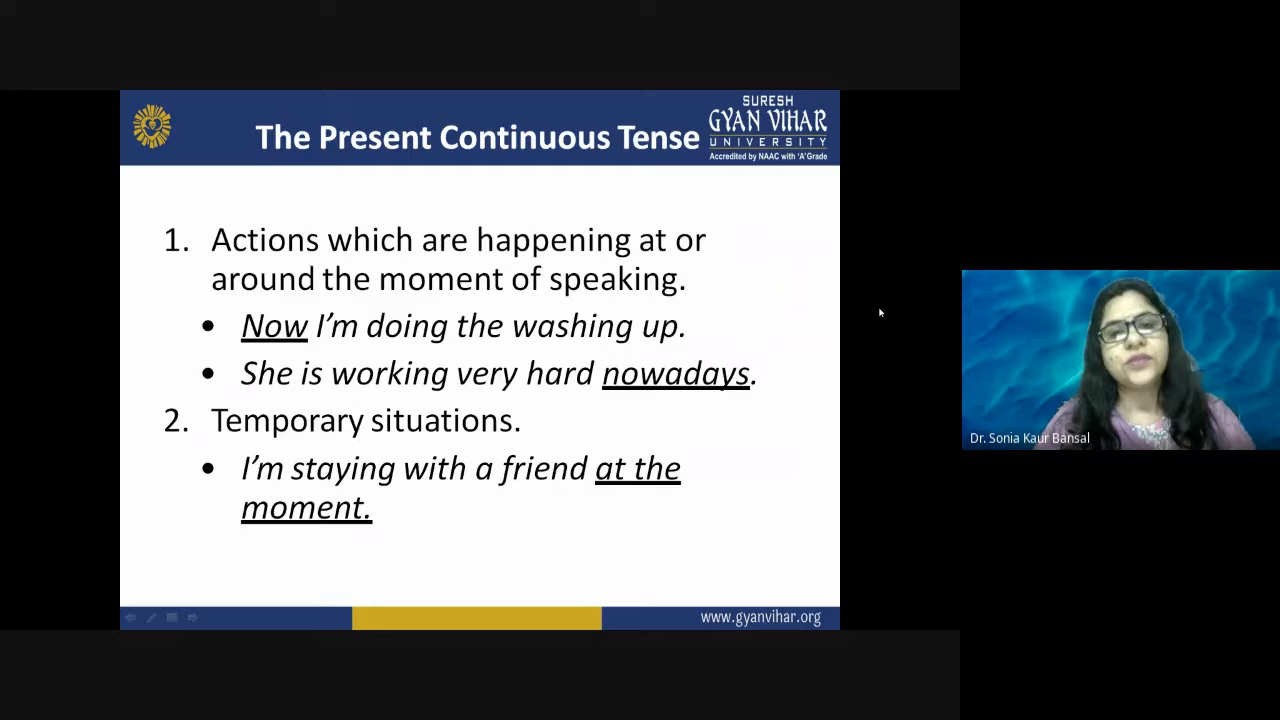 The Present Continuous Tense
SURESH
GYAN VIHAR
UNIVERSITY
Accredited by NAAC with 'A'Grade
1. Actions which are happening at or
around the moment of speaking.
• Now I'm doing the washing up.
• She is working very hard nowadays.
2. Temporary situations.
• I'm staying with a friend at the
moment.
Dr. Sonia Kaur Bansal
www.gyanvihar.org